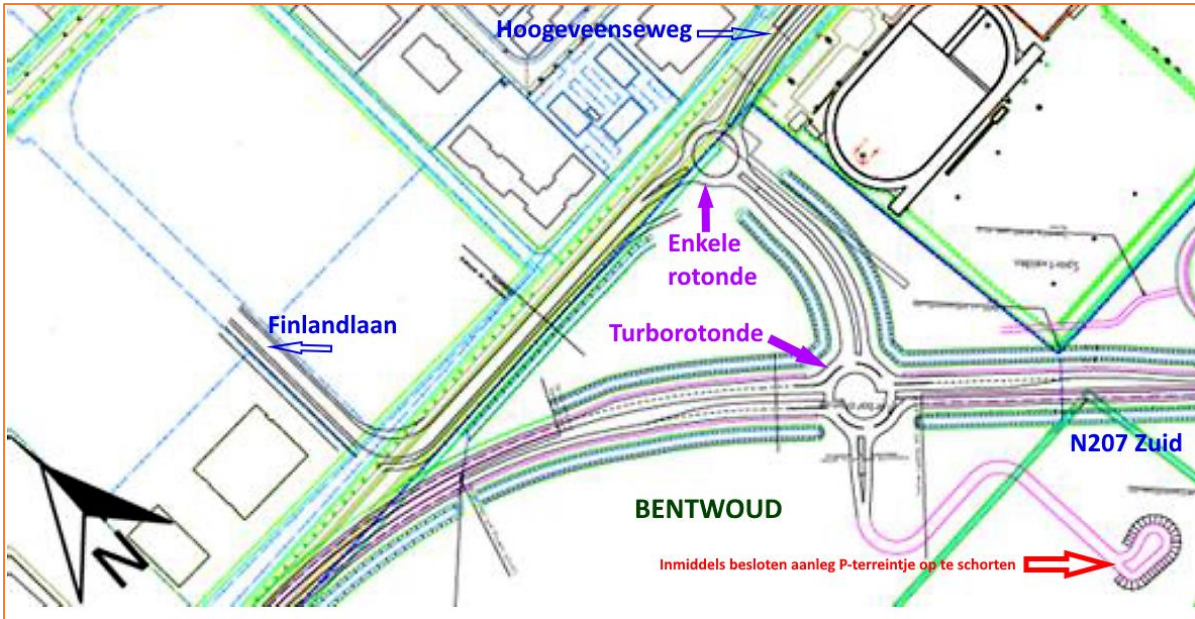 Hoogeveenseweg
Enkele
rotonde
Finlandlaan
Turborotonde
N207 Zuid
BENTWOUD
Inmiddels besloten aanleg P-terreintje op te schorten
N